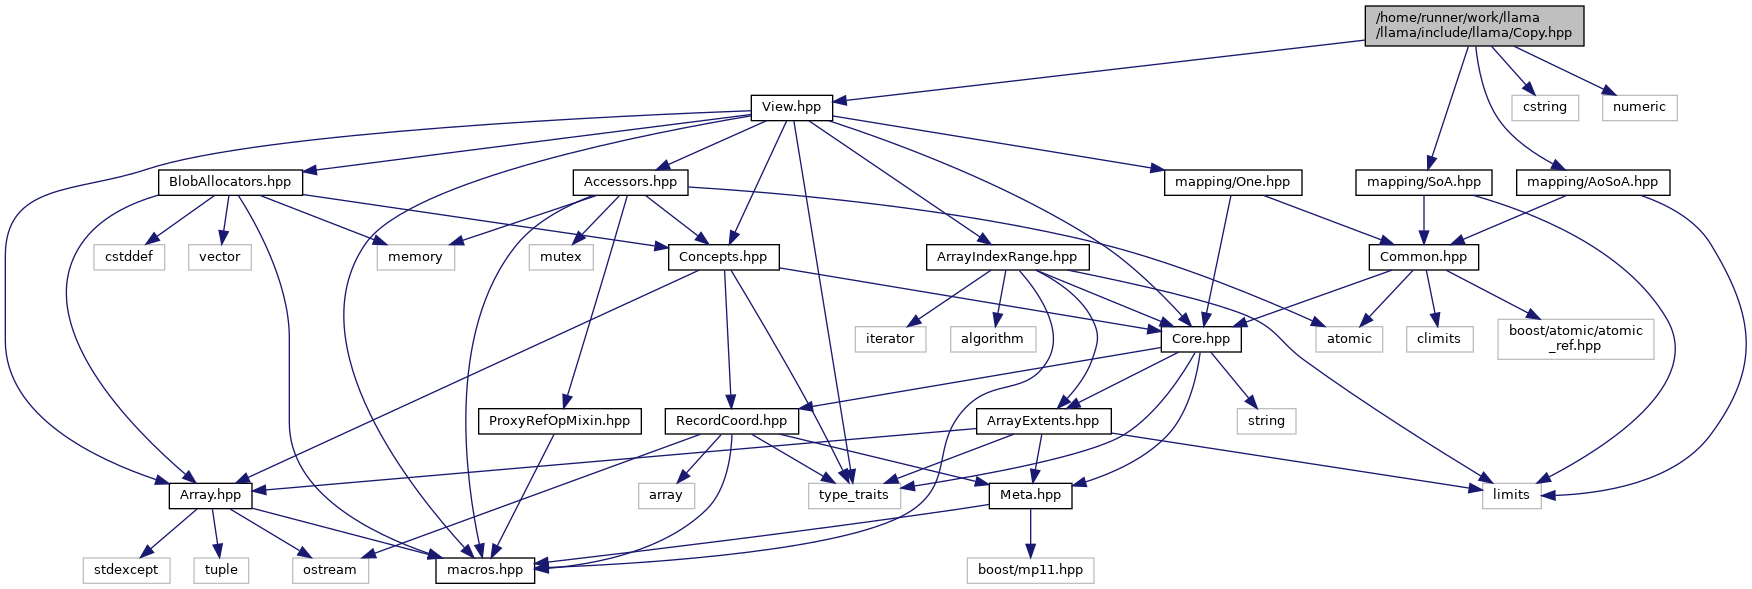 /home/runner/work/llama
/llama/include/llama/Copy.hpp
View.hpp
cstring
numeric
BlobAllocators.hpp
Accessors.hpp
mapping/One.hpp
mapping/SoA.hpp
mapping/AoSoA.hpp
cstddef
vector
memory
mutex
Concepts.hpp
ArrayIndexRange.hpp
Common.hpp
iterator
algorithm
Core.hpp
atomic
climits
boost/atomic/atomic
_ref.hpp
ProxyRefOpMixin.hpp
RecordCoord.hpp
ArrayExtents.hpp
string
Array.hpp
array
type_traits
Meta.hpp
limits
stdexcept
tuple
ostream
macros.hpp
boost/mp11.hpp